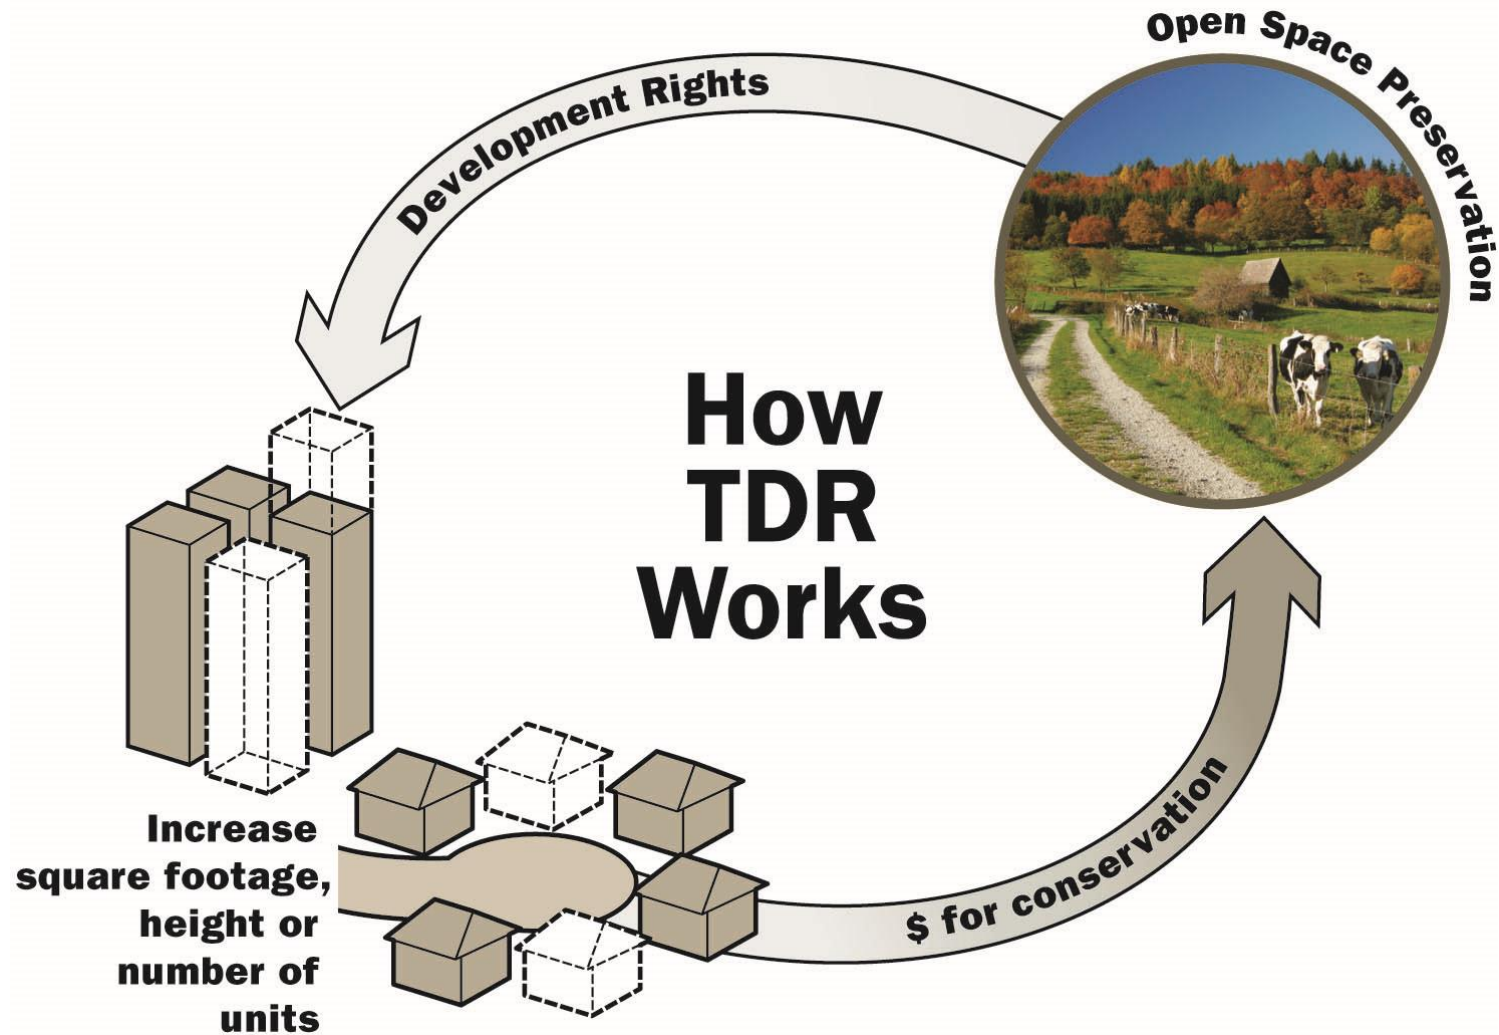 Open Space Preservation
Development Rights
How
TDR
Works
$ for conservation
Increase
square footage,
height or
number of
units